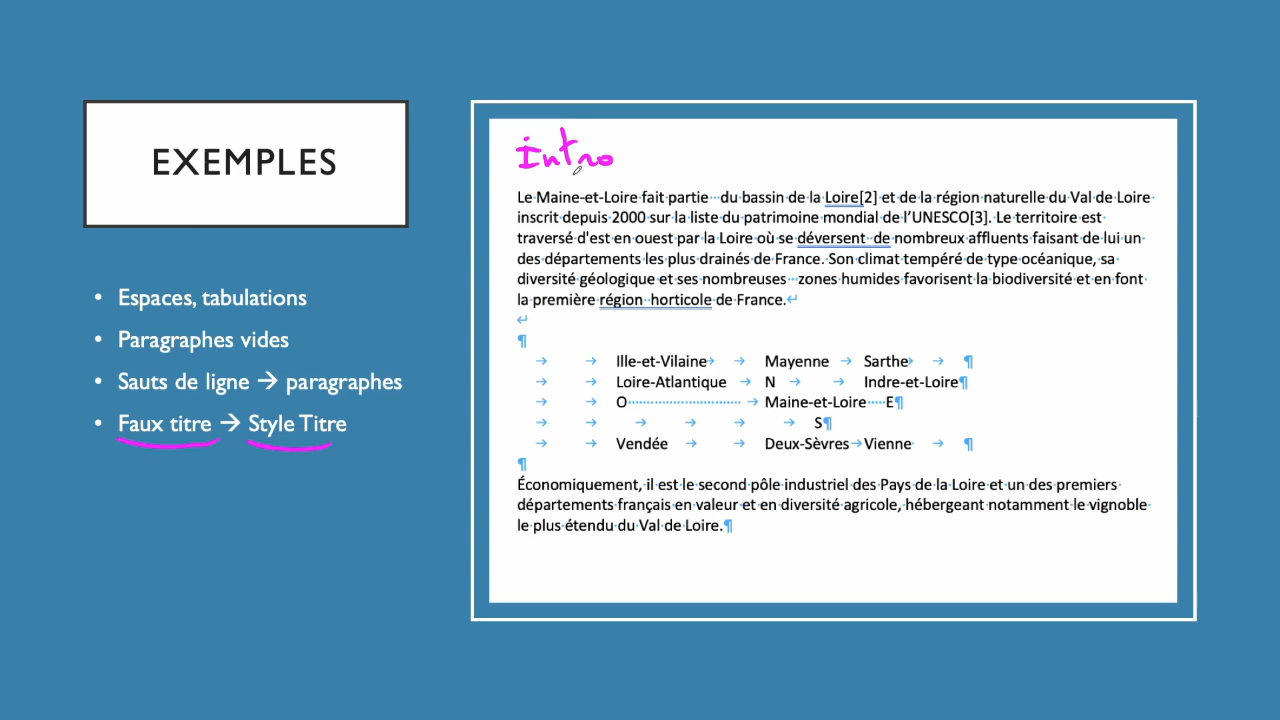 EXEMPLES
• Espaces, tabulations
• Paragraphes vides
• Sauts de ligne → paragraphes
• Faux titre → Style Titre
Intro
Le·Maine-et-Loire·fait·partie···du·bassin·de·la·Loire[2]·et·de·la·région·naturelle·du·Val·de·Loire·
inscrit·depuis·2000·sur·la·liste·du·patrimoine·mondial·de·l’UNESCO[3].·Le·territoire·est·
traversé·d'est·en·ouest·par·la·Loire·où·se·déversent··de·nombreux·affluents·faisant·de·lui·un·
des·départements·les·plus·drainés·de·France.·Son·climat·tempéré·de·type·océanique,·sa·
diversité·géologique·et·ses·nombreuses···zones·humides·favorisent·la·biodiversité·et·en·font·
la·première·région··horticole·de·France.↵
↵
¶
→ → Ille-et-Vilaine→ → Mayenne → Sarthe→ → ¶
→ → Loire-Atlantique → N → → Indre-et-Loire¶
→ → O·························→ Maine-et-Loire·····E¶
→ → → → → → S¶
→ → Vendée → → Deux-Sèvres→Vienne → ¶
¶
Économiquement,·il·est·le·second·pôle·industriel·des·Pays·de·la·Loire·et·un·des·premiers·
départements·français·en·valeur·et·en·diversité·agricole,·hébergeant·notamment·le·vignoble·
le·plus·étendu·du·Val·de·Loire.¶